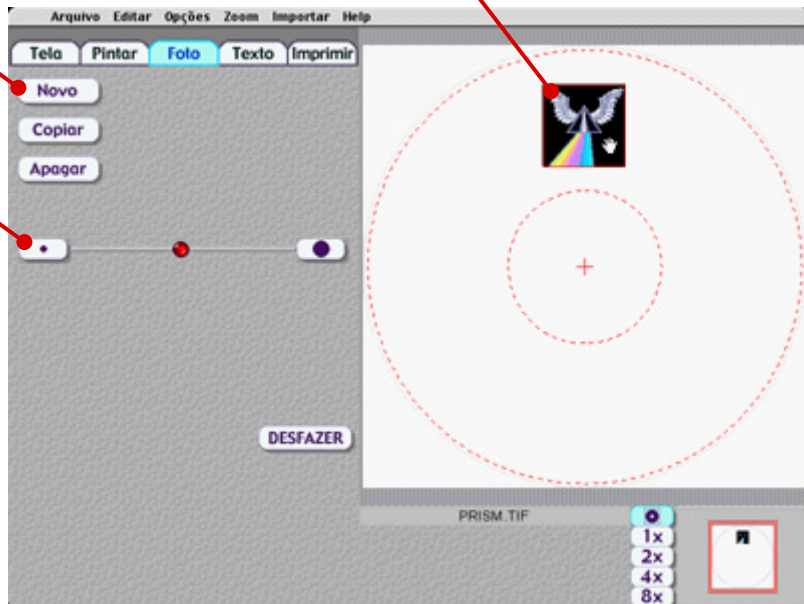 Arquivo Editar Opções Zoom Importar Help
Tela Pintar Foto Texto Imprimir
Novo
Copiar
Apagar
DESFAZER
PRISM.TIF
1x
2x
4x
8x